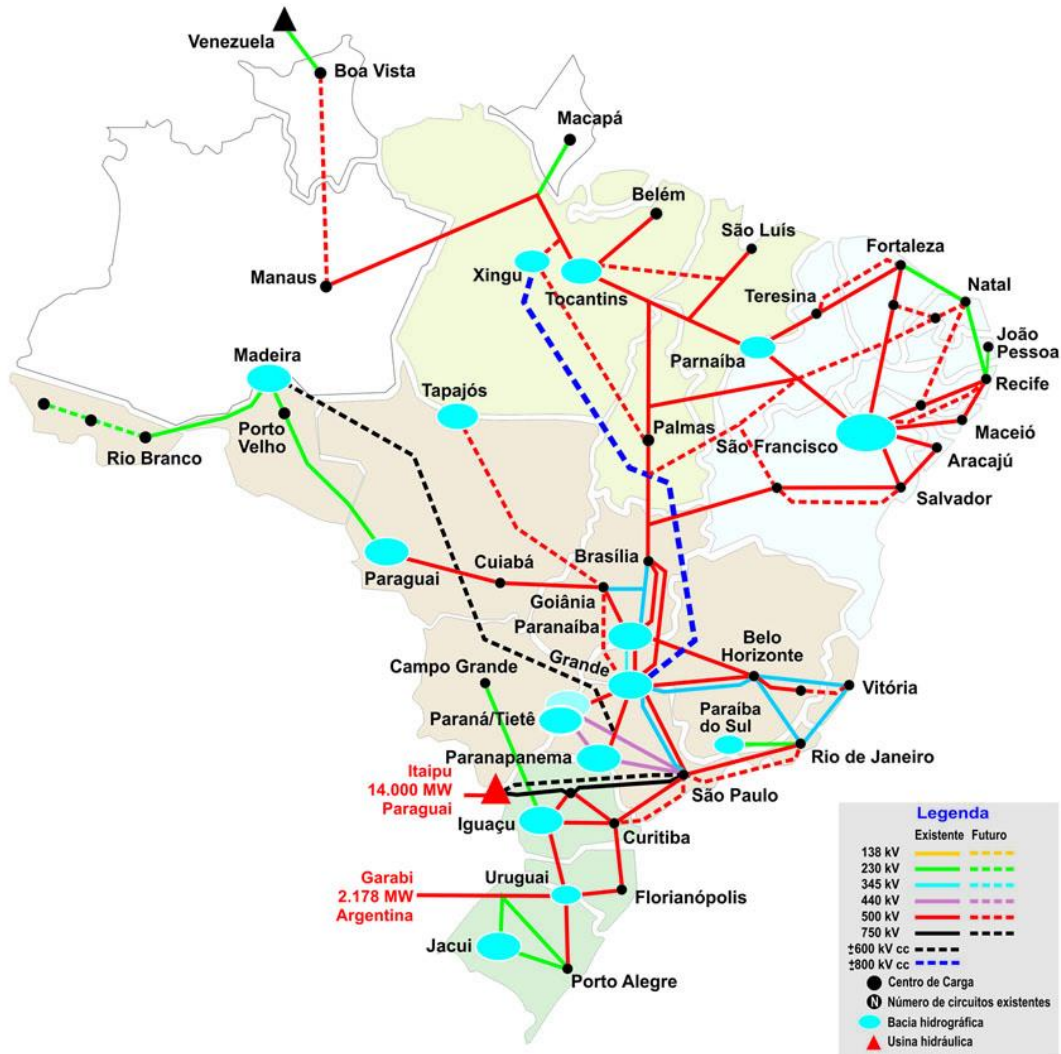 Venezuela
Boa Vista
Macapá
Belém
São Luís
Fortaleza
Xingu
Tocantins
Teresina
Natal
Manaus
João
Pessoa
Parnaíba
Madeira
Tapajós
Recife
Porto
Velho
Palmas
São Francisco
Maceió
Rio Branco
Aracajú
Salvador
Cuiabá
Brasília
Paraguai
Goiânia
Paranaíba
Belo
Horizonte
Grande
Campo Grande
Vitória
Paraná/Tietê
Paraíba
do Sul
Paranapanema
Rio de Janeiro
Itaipu
14.000 MW
Paraguai
São Paulo
Iguaçu
Curitiba
Garabi
2.178 MW
Argentina
Uruguai
Florianópolis
Jacui
Porto Alegre
Legenda
Existente Futuro
138 kV
230 kV
345 kV
440 kV
500 kV
750 kV
±600 kV cc
±800 kV cc
Centro de Carga
N Número de circuitos existentes
Bacia hidrográfica
Usina hidráulica